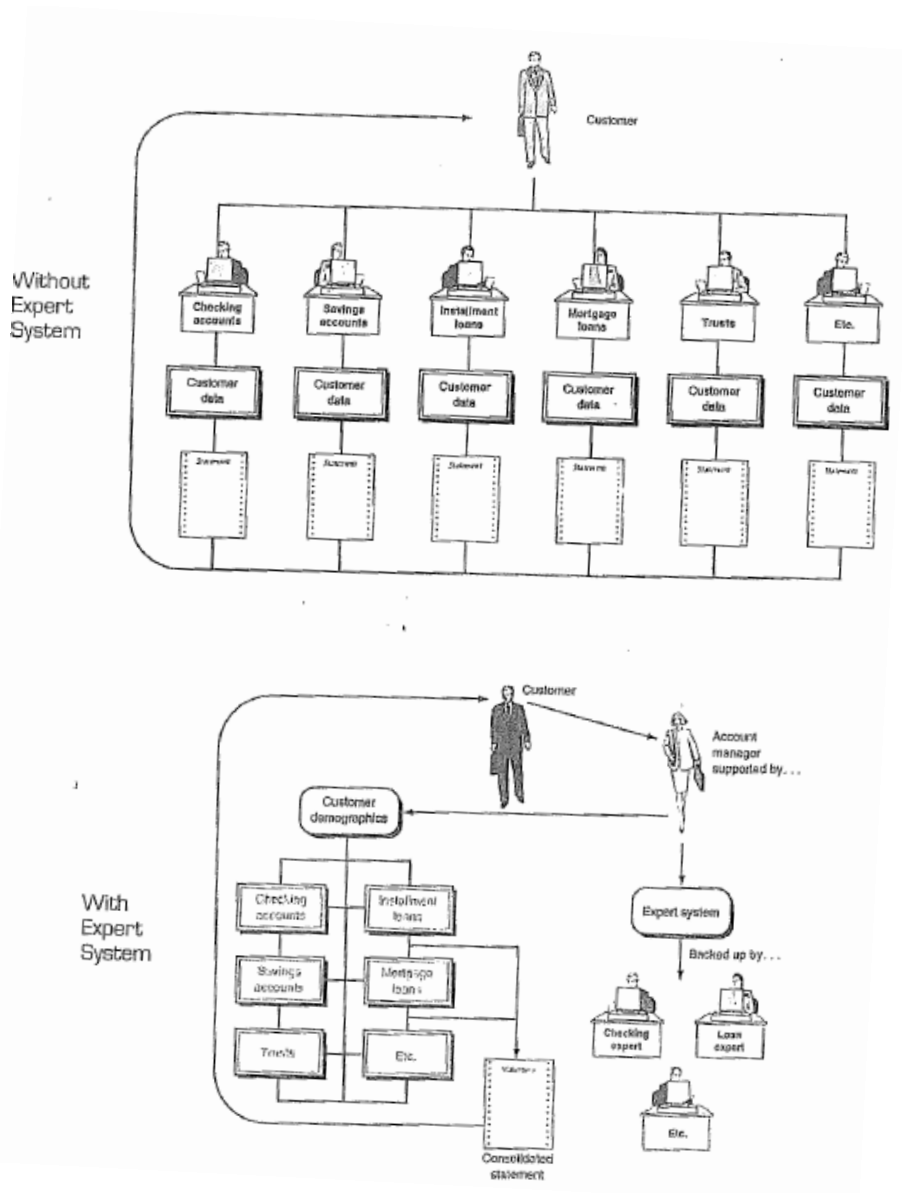 Customer
Without
Expert
System
Checking
accounts
Savings
accounts
Installment
loans
Mortgage
loans
Trusts
Etc.
Customer
data
Customer
data
Customer
data
Customer
data
Customer
data
Customer
data
Statement
Statement
Statement
Statement
Statement
Statement
Customer
Account
manager
supported by...
Customer
demographics
With
Expert
System
Checking
accounts
Installment
loans
Savings
accounts
Mortgage
loans
Trusts
Etc.
Expert system
Backed up by...
Checking
expert
Loan
expert
Etc.
Statement
Consolidated
statement